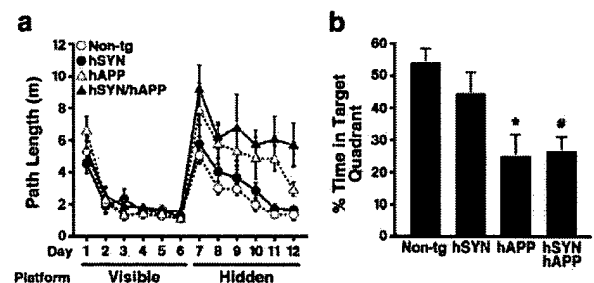 a
Path Length (m)
12
10
8
6
4
2
0
Non-tg
hSYN
hAPP
hSYN/hAPP
Day 1 2 3 4 5 6 7 8 9 10 11 12
Platform Visible Hidden
b
% Time in Target
Quadrant
60
50
40
30
20
10
0
* #
Non-tg hSYN hAPP hSYN
hAPP